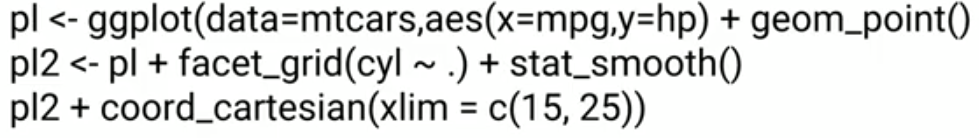 pl <- ggplot(data=mtcars,aes(x=mpg,y=hp) + geom_point()
pl2 <- pl + facet_grid(cyl ~ .) + stat_smooth()
pl2 + coord_cartesian(xlim = c(15, 25))